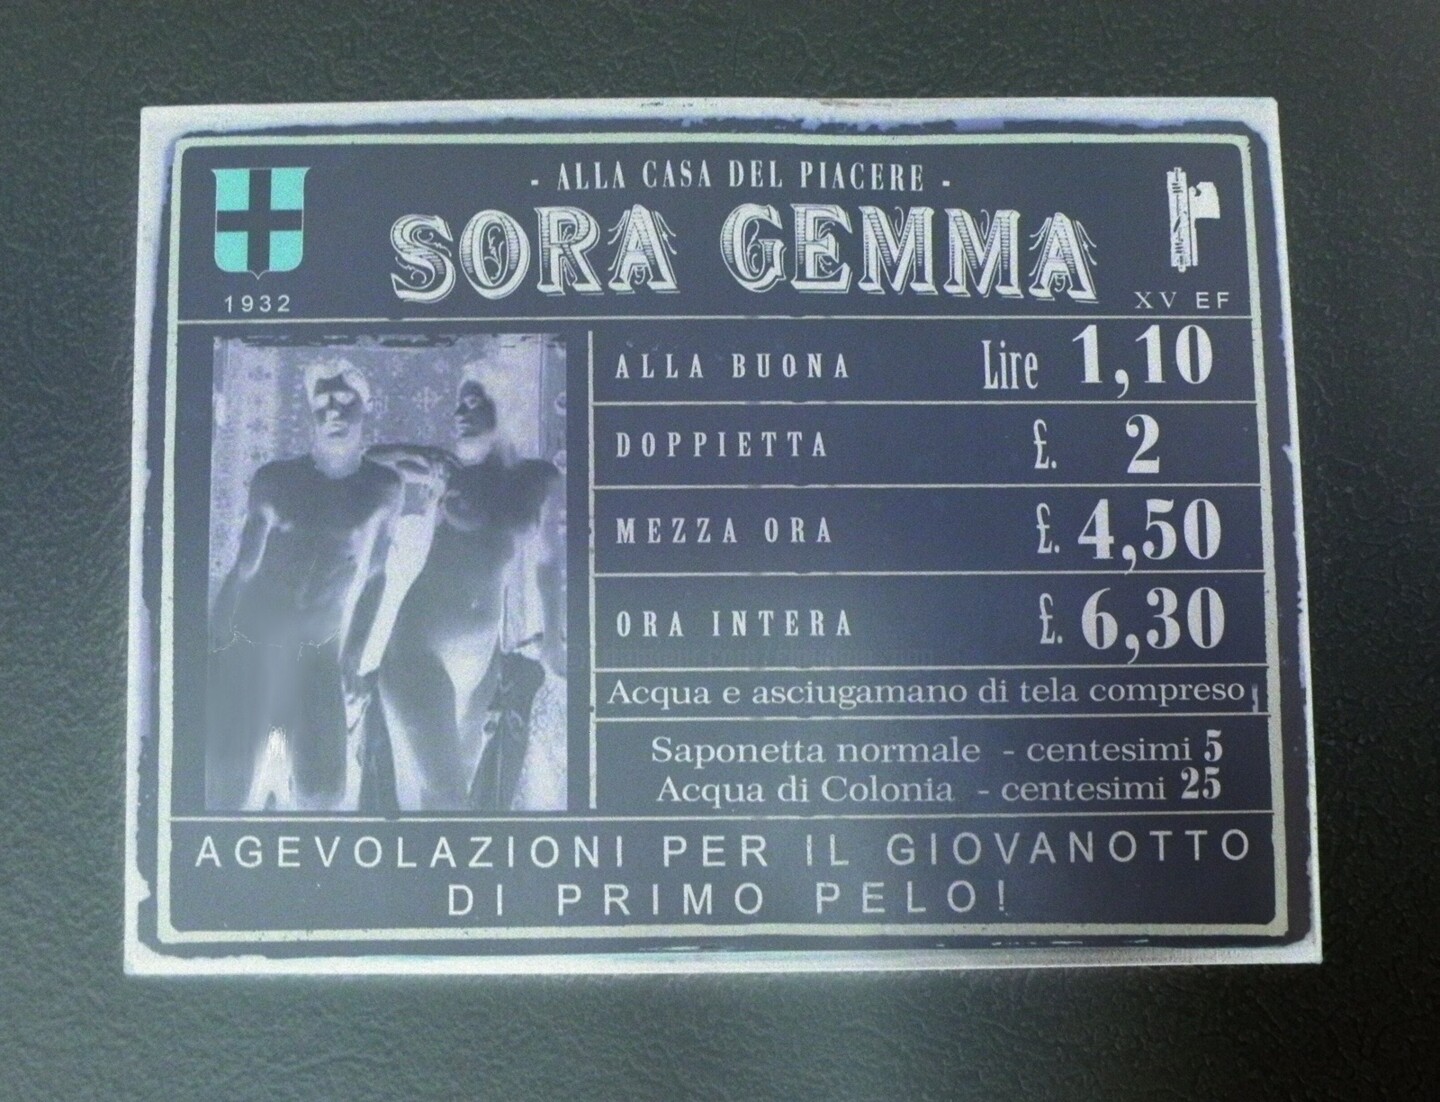 - ALLA CASA DEL PIACERE -
SORA GEMMA
1932
XV EF
ALLA BUONA Lire 1,10
DOPPIETTA £. 2
MEZZA ORA £. 4,50
ORA INTERA £. 6,30
Acqua e asciugamano di tela compreso
Saponetta normale - centesimi 5
Acqua di Colonia - centesimi 25
AGEVOLAZIONI PER IL GIOVANOTTO
DI PRIMO PELO!